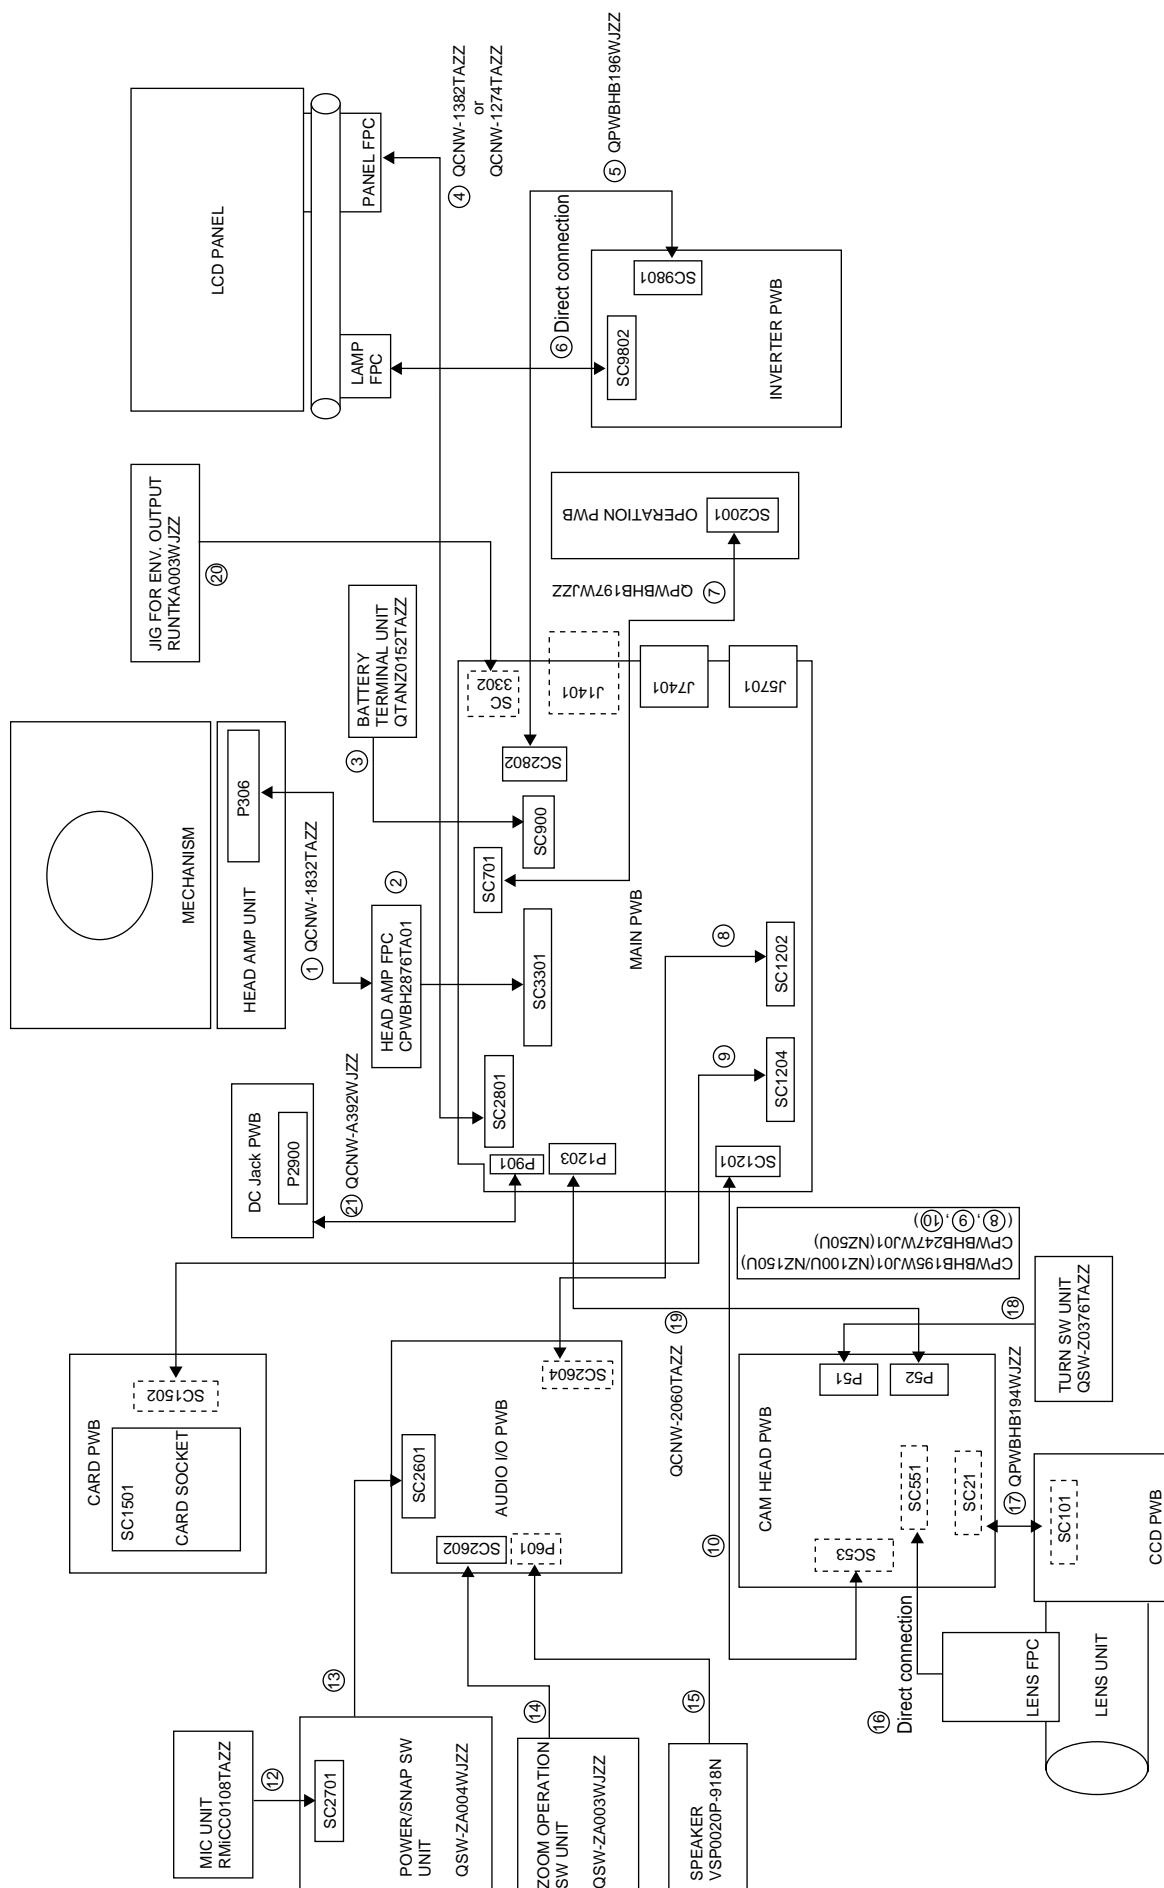 LCD PANEL
LAMP
FPC
PANEL FPC
④ QCNW-1382TAZZ
or
QCNW-1274TAZZ
⑤ QPWBHB196WJZZ
⑥ Direct connection
SC9801
SC9802
INVERTER PWB
JIG FOR ENV. OUTPUT
RUNTKA003WJZZ
⑳
BATTERY
TERMINAL UNIT
QTANZ0152TAZZ
③
OPERATION PWB
SC2001
QPWBHB197WJZZ
⑦
MECHANISM
HEAD AMP UNIT
P306
① QCNW-1832TAZZ
②
HEAD AMP FPC
CPWBH2876TA01
SC
3302
J1401
J7401
J5701
SC2802
SC900
SC701
SC3301
SC2801
MAIN PWB
P901
P1203
SC1201
SC1202
SC1204
⑧
⑨
DC Jack PWB
P2900
㉑ QCNW-A392WJZZ
CPWBHB195WJ01(NZ100U/NZ150U)
CPWBHB247WJ01(NZ50U)
(⑧,⑨,⑩)
CARD PWB
SC1501
CARD SOCKET
SC1502
AUDIO I/O PWB
SC2601
SC2602
P601
SC2604
QCNW-2060TAZZ ⑲
⑩
CAM HEAD PWB
P51
P52
SC551
SC53
SC21
⑱
TURN SW UNIT
QSW-Z0376TAZZ
⑰ QPWBHB194WJZZ
SC101
CCD PWB
⑯
Direct connection
LENS FPC
LENS UNIT
MIC UNIT
RMiCC0108TAZZ
⑫
SC2701
POWER/SNAP SW
UNIT
QSW-ZA004WJZZ
⑬
ZOOM OPERATION
SW UNIT
QSW-ZA003WJZZ
⑭
SPEAKER
VSP0020P-918N
⑮